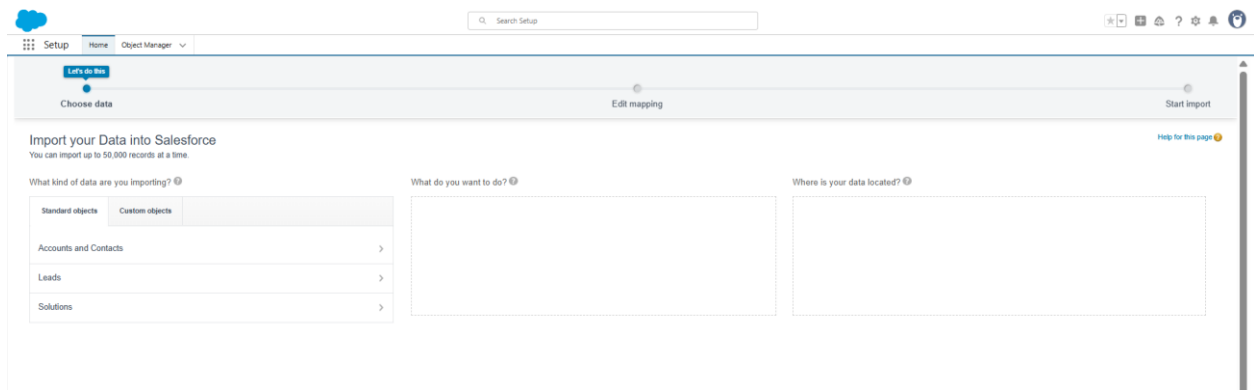 Search Setup
Setup Home Object Manager
Let's do this
Choose data Edit mapping Start import
Import your Data into Salesforce
Help for this page
You can import up to 50,000 records at a time.
What kind of data are you importing? What do you want to do? Where is your data located?
Standard objects Custom objects
Accounts and Contacts
Leads
Solutions